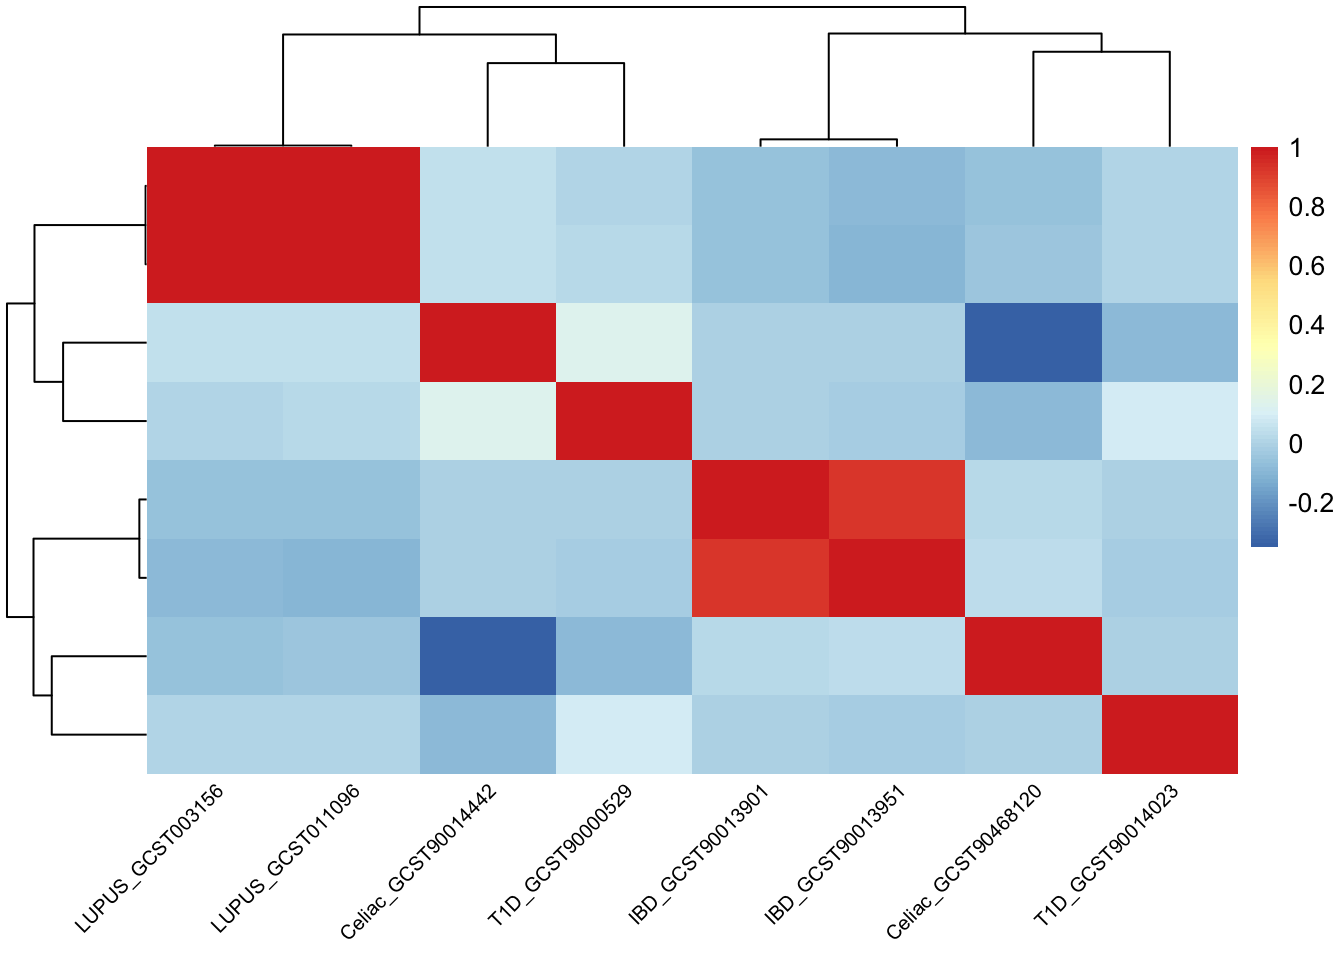 1
0.8
0.6
0.4
0.2
0
-0.2
LUPUS_GCST003156
LUPUS_GCST011096
Celiac_GCST90014442
T1D_GCST90000529
IBD_GCST90013901
IBD_GCST90013951
Celiac_GCST90468120
T1D_GCST90014023